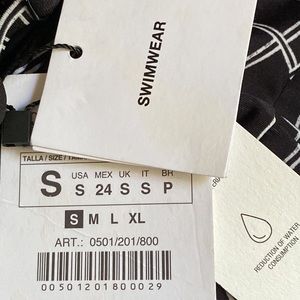 SWIMWEAR
TALLA / SIZE /
S
USA MEX UK IT BR
S 24 S S P
S M L XL
ART.: 0501/201/800
00501201800029
REDUCTION OF WATER
CONSUMPTION